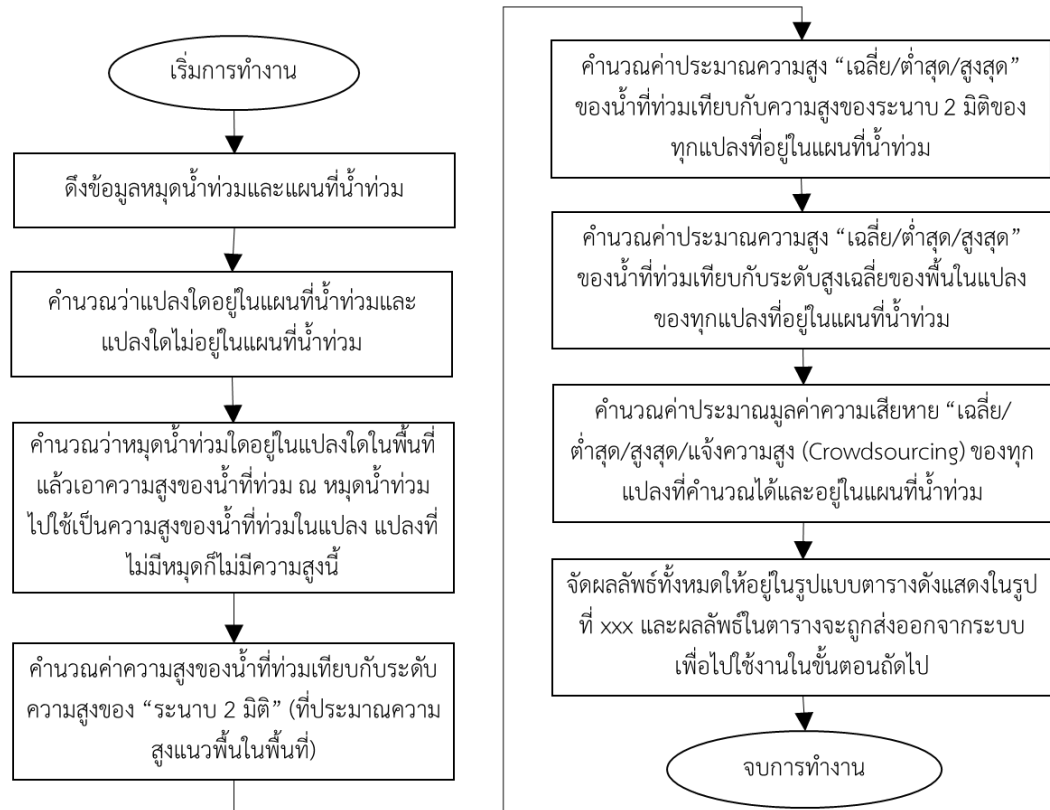 เริ่มการทำงาน
ดึงข้อมูลหมุดน้ำท่วมและแผนที่น้ำท่วม
คำนวณว่าแปลงใดอยู่ในแผนที่น้ำท่วมและ
แปลงใดไม่อยู่ในแผนที่น้ำท่วม
คำนวณว่าหมุดน้ำท่วมใดอยู่ในแปลงใดในพื้นที่
แล้วเอาความสูงของน้ำที่ท่วม ณ หมุดน้ำท่วม
ไปใช้เป็นความสูงของน้ำที่ท่วมในแปลง แปลงที่
ไม่มีหมุดก็ไม่มีความสูงนี้
คำนวณค่าความสูงของน้ำที่ท่วมเทียบกับระดับ
ความสูงของ “ระนาบ 2 มิติ” (ที่ประมาณความ
สูงแนวพื้นในพื้นที่)
คำนวณค่าประมาณความสูง “เฉลี่ย/ต่ำสุด/สูงสุด”
ของน้ำที่ท่วมเทียบกับความสูงของระนาบ 2 มิติของ
ทุกแปลงที่อยู่ในแผนที่น้ำท่วม
คำนวณค่าประมาณความสูง “เฉลี่ย/ต่ำสุด/สูงสุด”
ของน้ำที่ท่วมเทียบกับระดับสูงเฉลี่ยของพื้นในแปลง
ของทุกแปลงที่อยู่ในแผนที่น้ำท่วม
คำนวณค่าประมาณมูลค่าความเสียหาย “เฉลี่ย/
ต่ำสุด/สูงสุด/แจ้งความสูง (Crowdsourcing) ของทุก
แปลงที่คำนวณได้และอยู่ในแผนที่น้ำท่วม
จัดผลลัพธ์ทั้งหมดให้อยู่ในรูปแบบตารางดังแสดงในรูป
ที่ xxx และผลลัพธ์ในตารางจะถูกส่งออกจากระบบ
เพื่อไปใช้งานในขั้นตอนถัดไป
จบการทำงาน